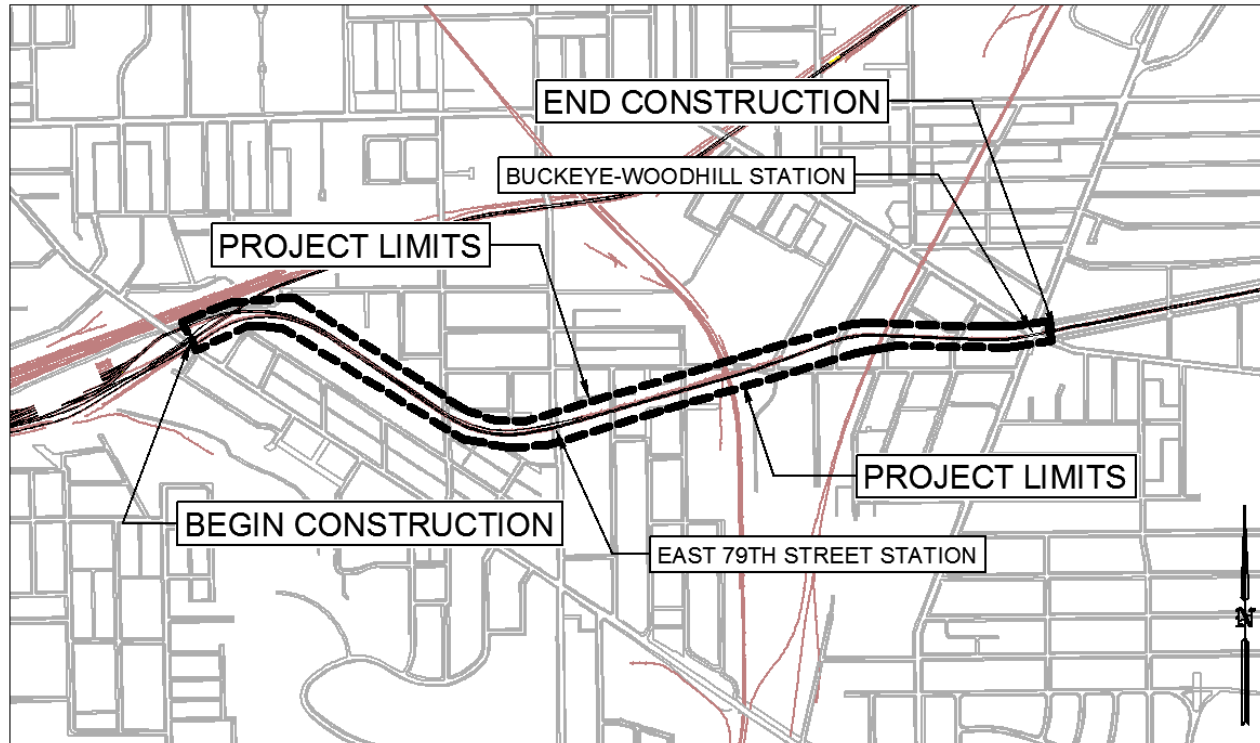 END CONSTRUCTION
BUCKEYE-WOODHILL STATION
PROJECT LIMITS
PROJECT LIMITS
BEGIN CONSTRUCTION
EAST 79TH STREET STATION
N